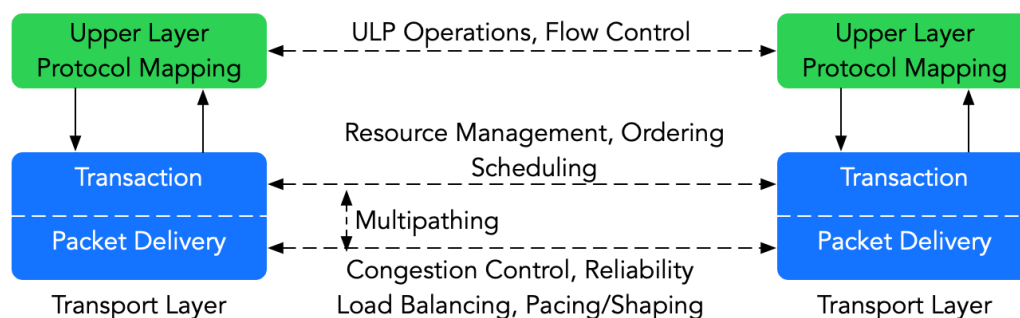 Upper Layer
Protocol Mapping
ULP Operations, Flow Control
Upper Layer
Protocol Mapping
Resource Management, Ordering
Scheduling
Transaction
Transaction
Multipathing
Packet Delivery
Packet Delivery
Congestion Control, Reliability
Load Balancing, Pacing/Shaping
Transport Layer
Transport Layer